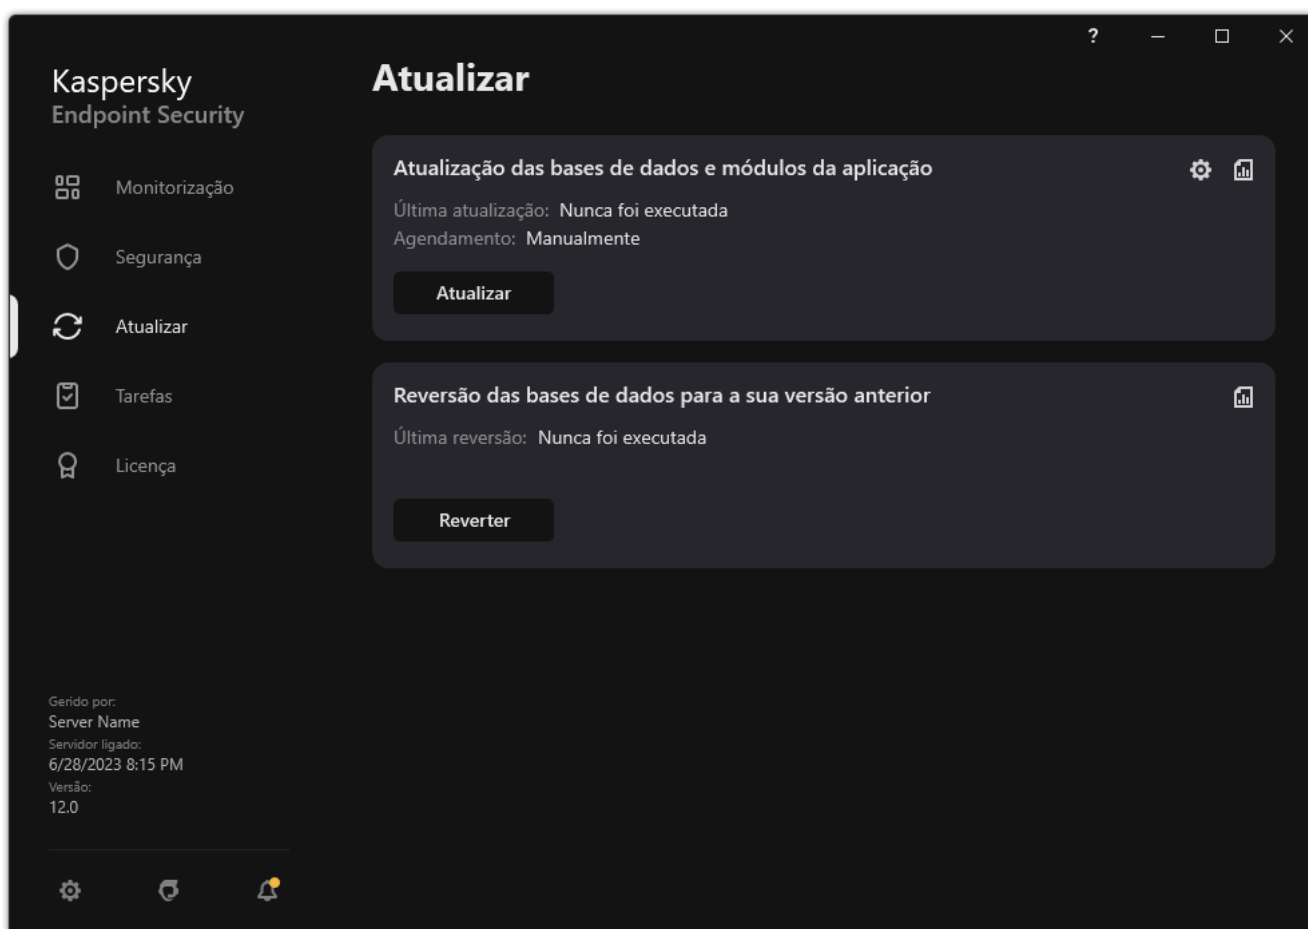 ?
Kaspersky
Endpoint Security
Monitorização
Segurança
Atualizar
Tarefas
Licença
Gerido por:
Server Name
Servidor ligado:
6/28/2023 8:15 PM
Versão:
12.0
Atualizar
Atualização das bases de dados e módulos da aplicação
Última atualização: Nunca foi executada
Agendamento: Manualmente
Atualizar
Reversão das bases de dados para a sua versão anterior
Última reversão: Nunca foi executada
Reverter